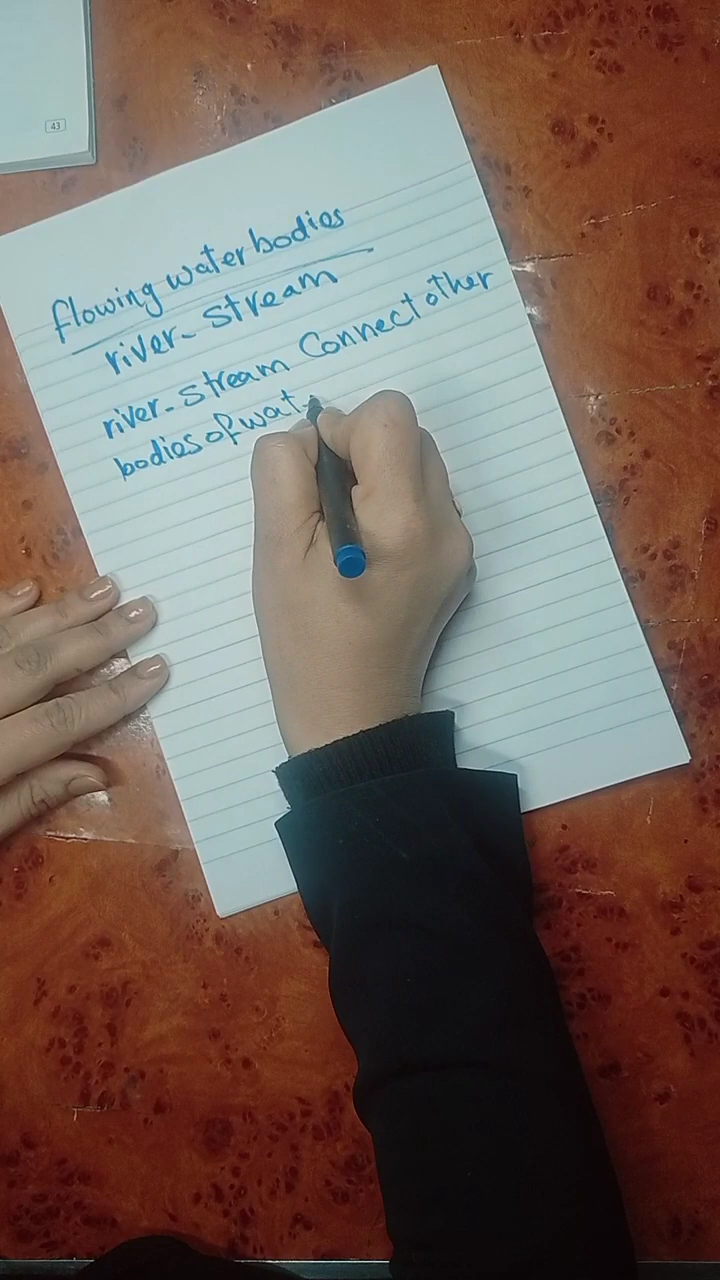 43
flowing water bodies
river-stream
river-stream Connect other
bodies of wat